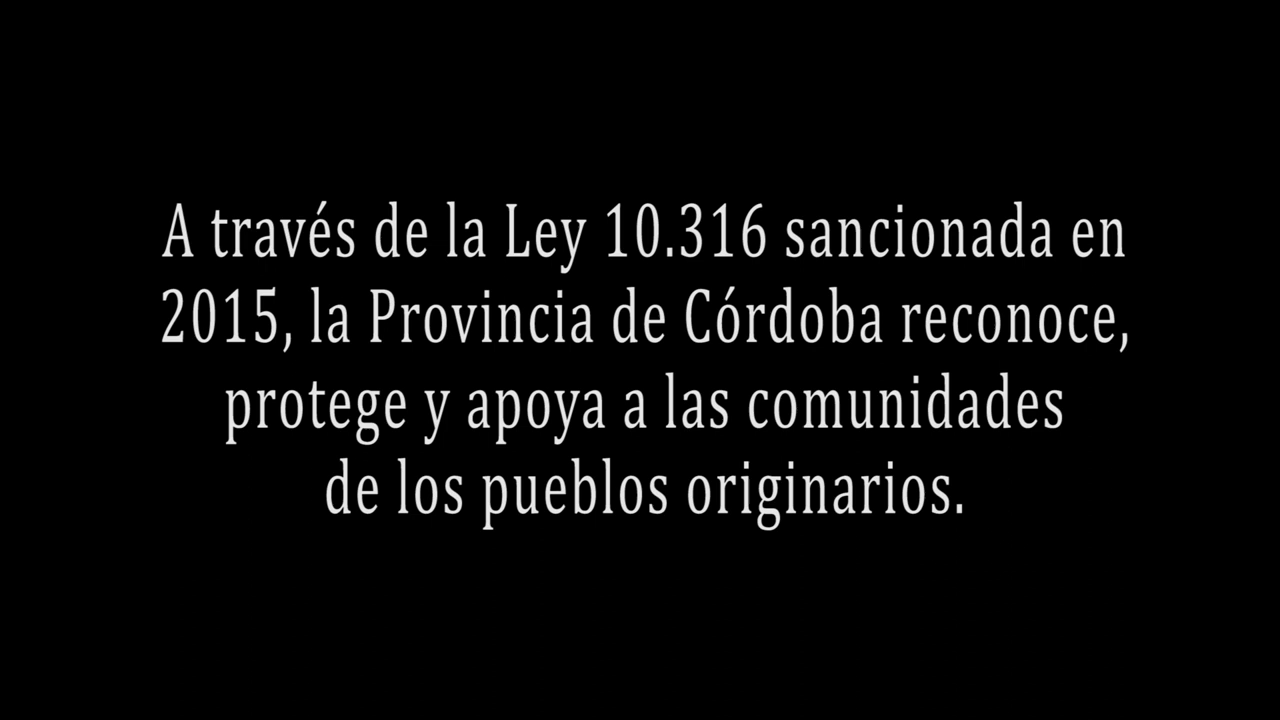 A través de la Ley 10.316 sancionada en
2015, la Provincia de Córdoba reconoce,
protege y apoya a las comunidades
de los pueblos originarios.